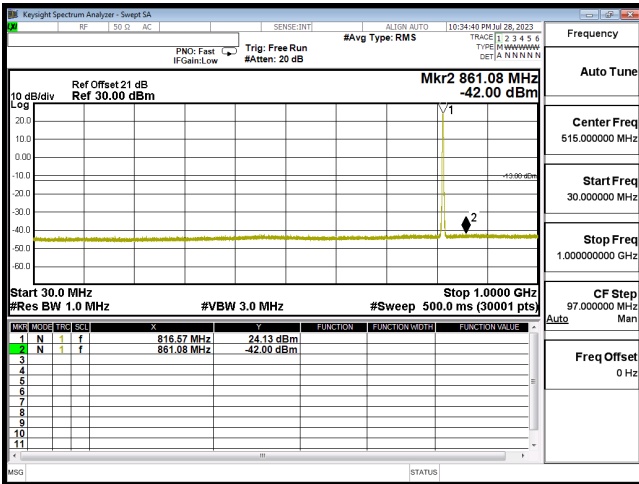 Keysight Spectrum Analyzer - Swept SA
RF 50 Ω AC SENSE:INT ALIGN AUTO 10:34:40 PM Jul 28, 2023
#Avg Type: RMS
TRACE 1 2 3 4 5 6
TYPE M W W W W W
DET A N N N N N
PNO: Fast
IFGain:Low
Trig: Free Run
#Atten: 20 dB
Ref Offset 21 dB
Ref 30.00 dBm
Mkr2 861.08 MHz
-42.00 dBm
10 dB/div
Log
20.0
10.0
0.00
-10.0
-20.0
-30.0
-40.0
-50.0
-60.0
1
-13.00 dBm
2
Start 30.0 MHz
#Res BW 1.0 MHz
#VBW 3.0 MHz
Stop 1.0000 GHz
#Sweep 500.0 ms (30001 pts)
MKR MODE TRC SCL X Y FUNCTION FUNCTION WIDTH FUNCTION VALUE
1 N 1 f 816.57 MHz 24.13 dBm
2 N 1 f 861.08 MHz -42.00 dBm
3
4
5
6
7
8
9
10
11
MSG
STATUS
Frequency
Auto Tune
Center Freq
515.000000 MHz
Start Freq
30.000000 MHz
Stop Freq
1.000000000 GHz
CF Step
97.000000 MHz
Auto Man
Freq Offset
0 Hz